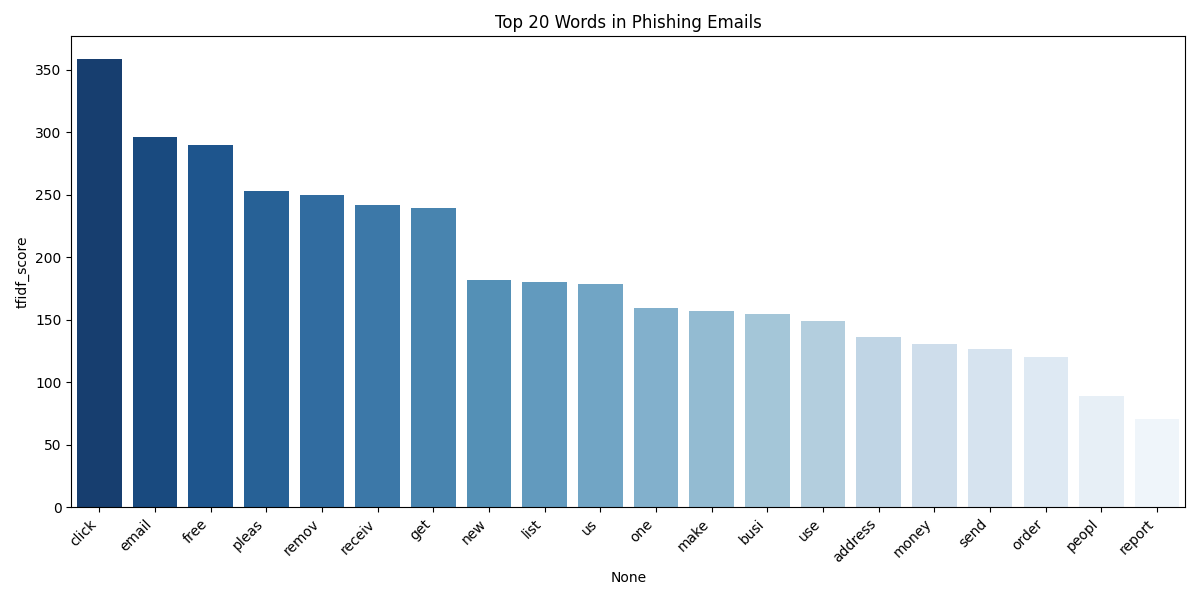 Top 20 Words in Phishing Emails
tfidf_score
350
300
250
200
150
100
50
0
click
email
free
pleas
remov
receiv
get
new
list
us
one
make
busi
use
address
money
send
order
peopl
report
None